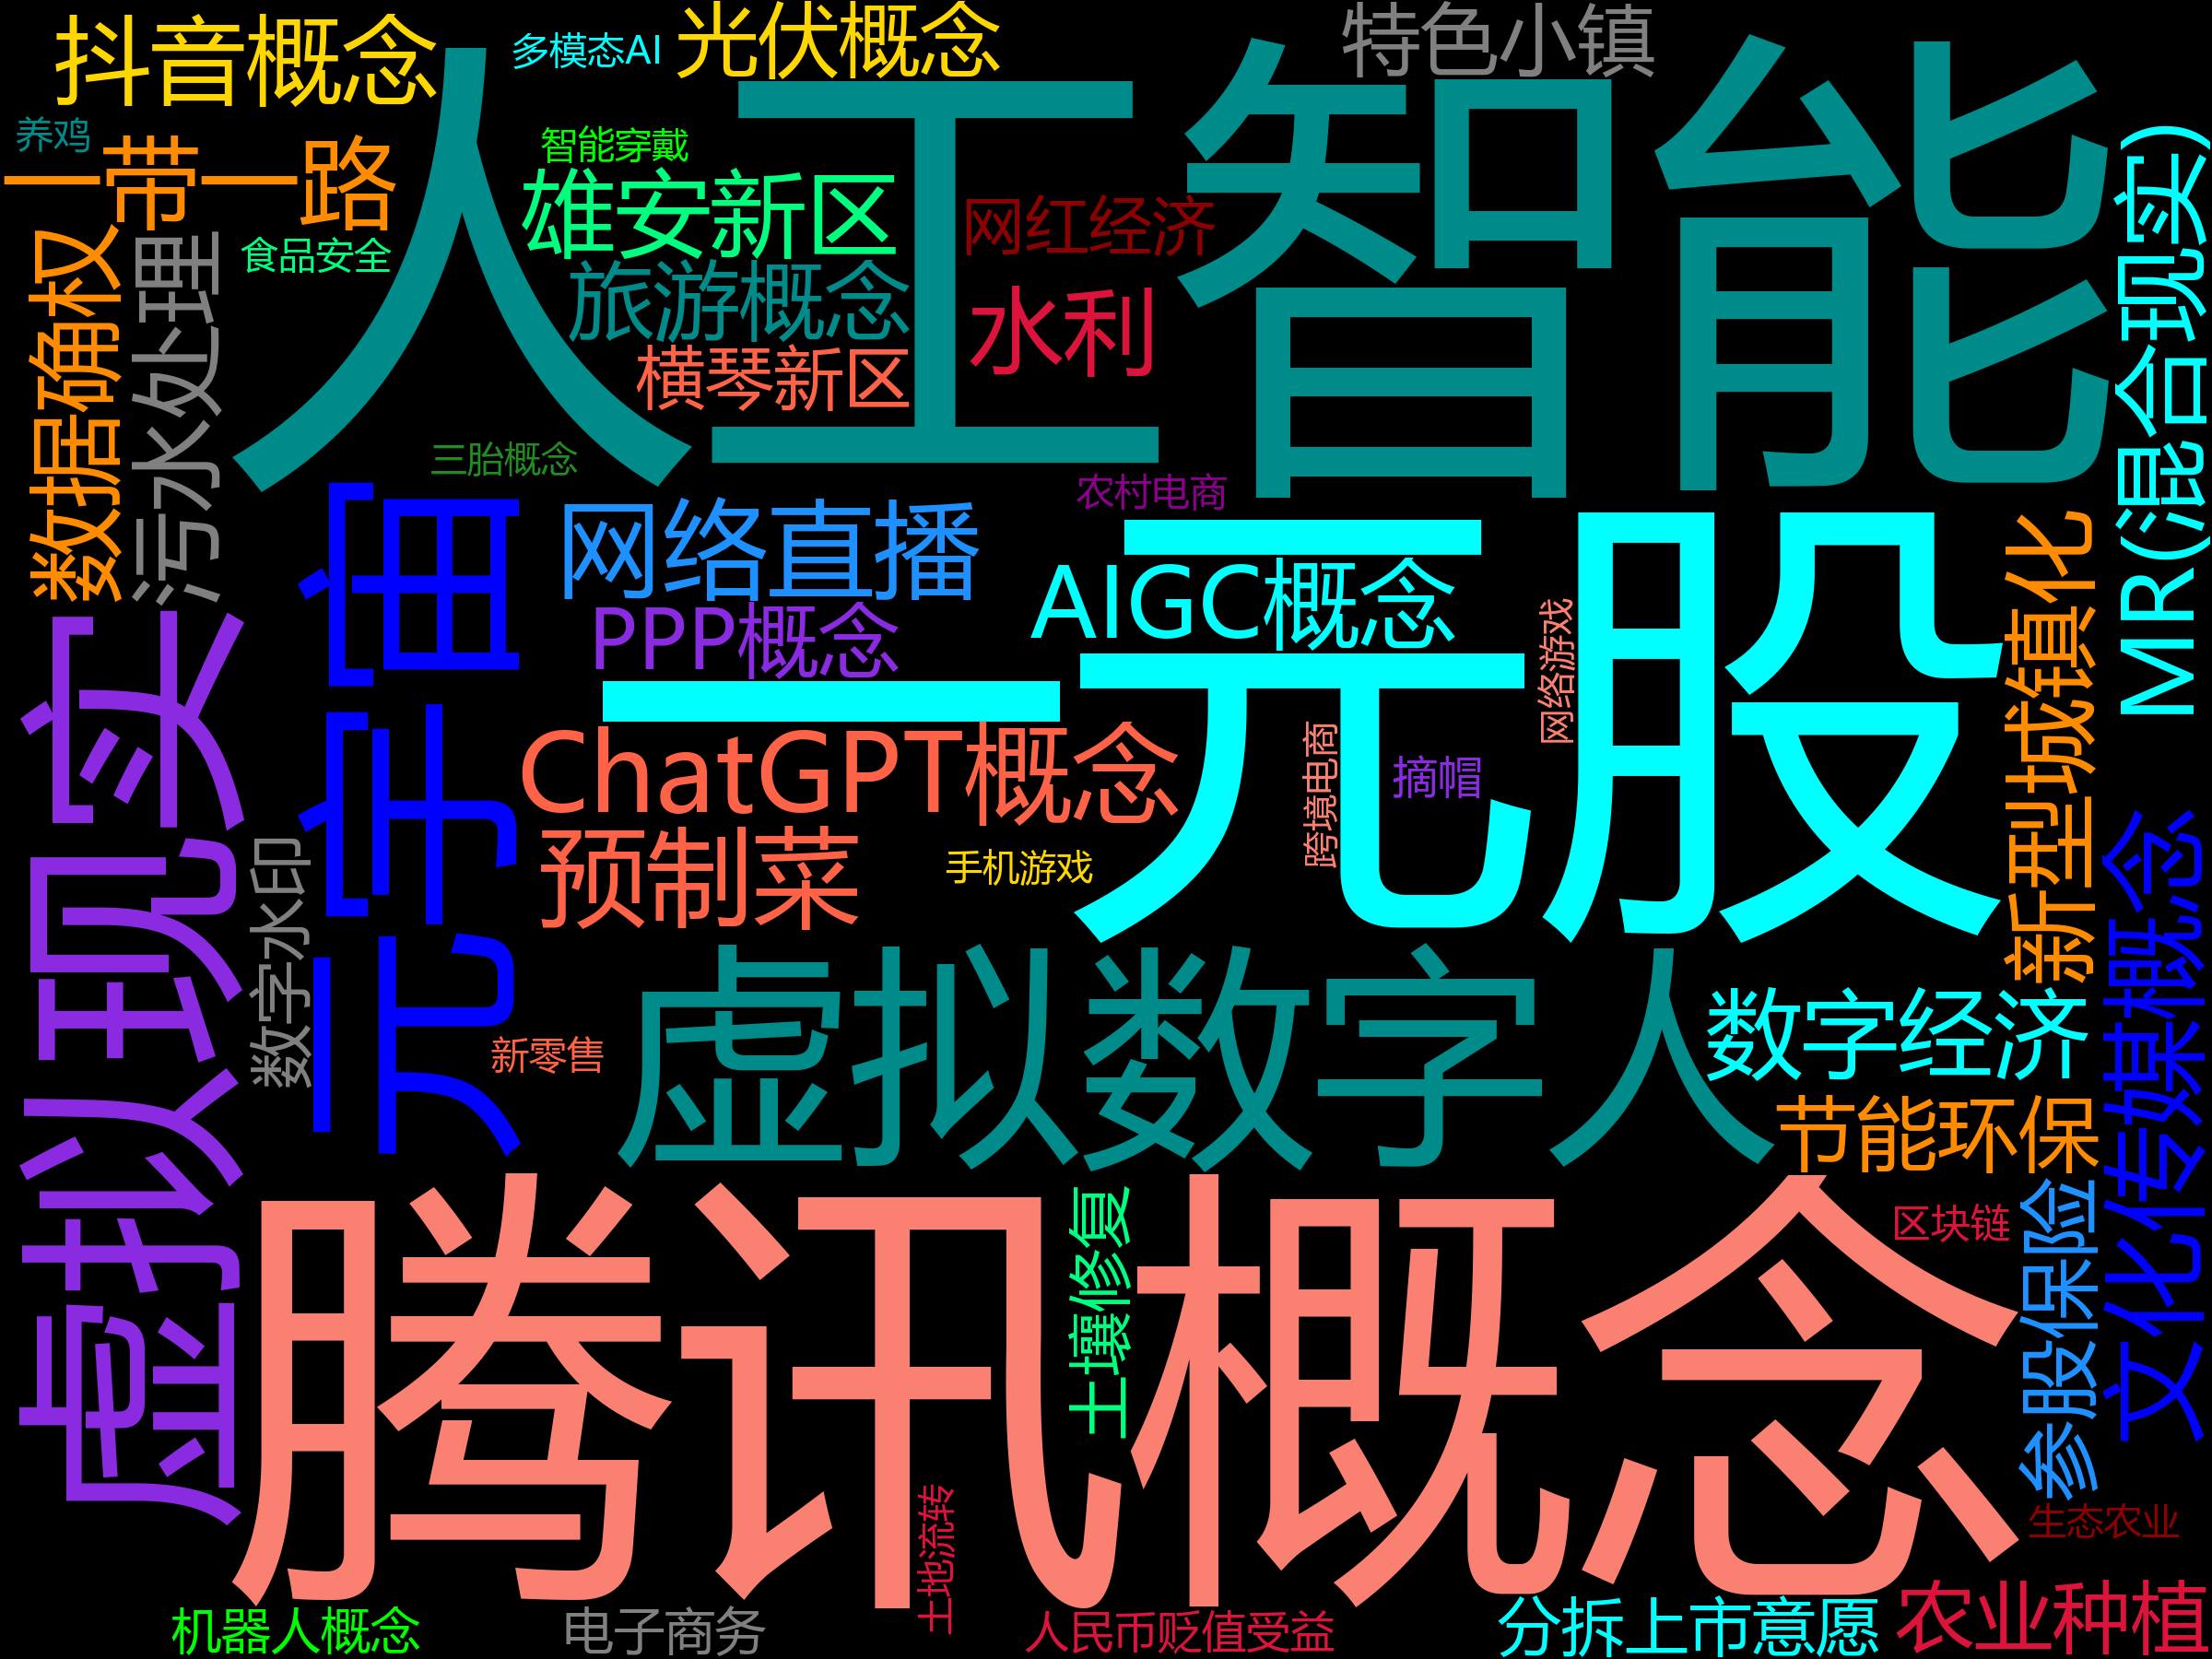 抖音概念
多模态AI
光伏概念
特色小镇
人工智能
养鸡
一带一路
智能穿戴
雄安新区
网红经济
食品安全
旅游概念
水利
横琴新区
MR(混合现实)
数据确权
污水处理
三胎概念
农村电商
元宇宙
网络直播
一元股
AIGC概念
PPP概念
网络游戏
新型城镇化
虚拟现实
ChatGPT概念
跨境电商
摘帽
预制菜
手机游戏
数字水印
文化传媒概念
虚拟数字人
数字经济
新零售
节能环保
腾讯概念
土壤修复
区块链
参股保险
土地流转
生态农业
机器人概念
电子商务
人民币贬值受益
分拆上市意愿
农业种植